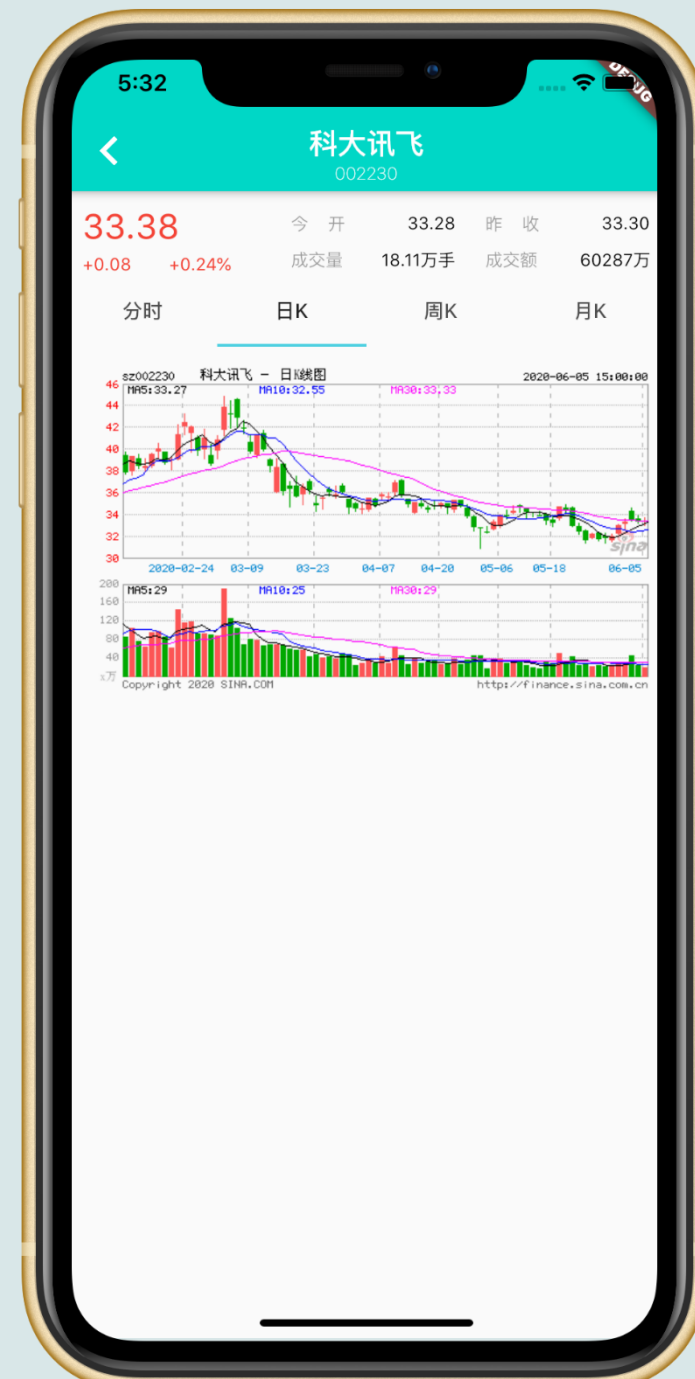 5:32
DEBUG
科大讯飞
002230
33.38 今 开 33.28 昨 收 33.30
+0.08 +0.24% 成交量 18.11万手 成交额 60287万
分时 日K 周K 月K
sz002230 科大讯飞 - 日K线图 2020-06-05 15:00:00
46
MA5:33.27 MA10:32.55 MA30:33.33
44
42
40
38
36
34
32
sina
30
2020-02-24 03-09 03-23 04-07 04-20 05-06 05-18 06-05
200
MA5:29 MA10:25 MA30:29
160
120
80
40
x万
Copyright 2020 SINA.COM http://finance.sina.com.cn